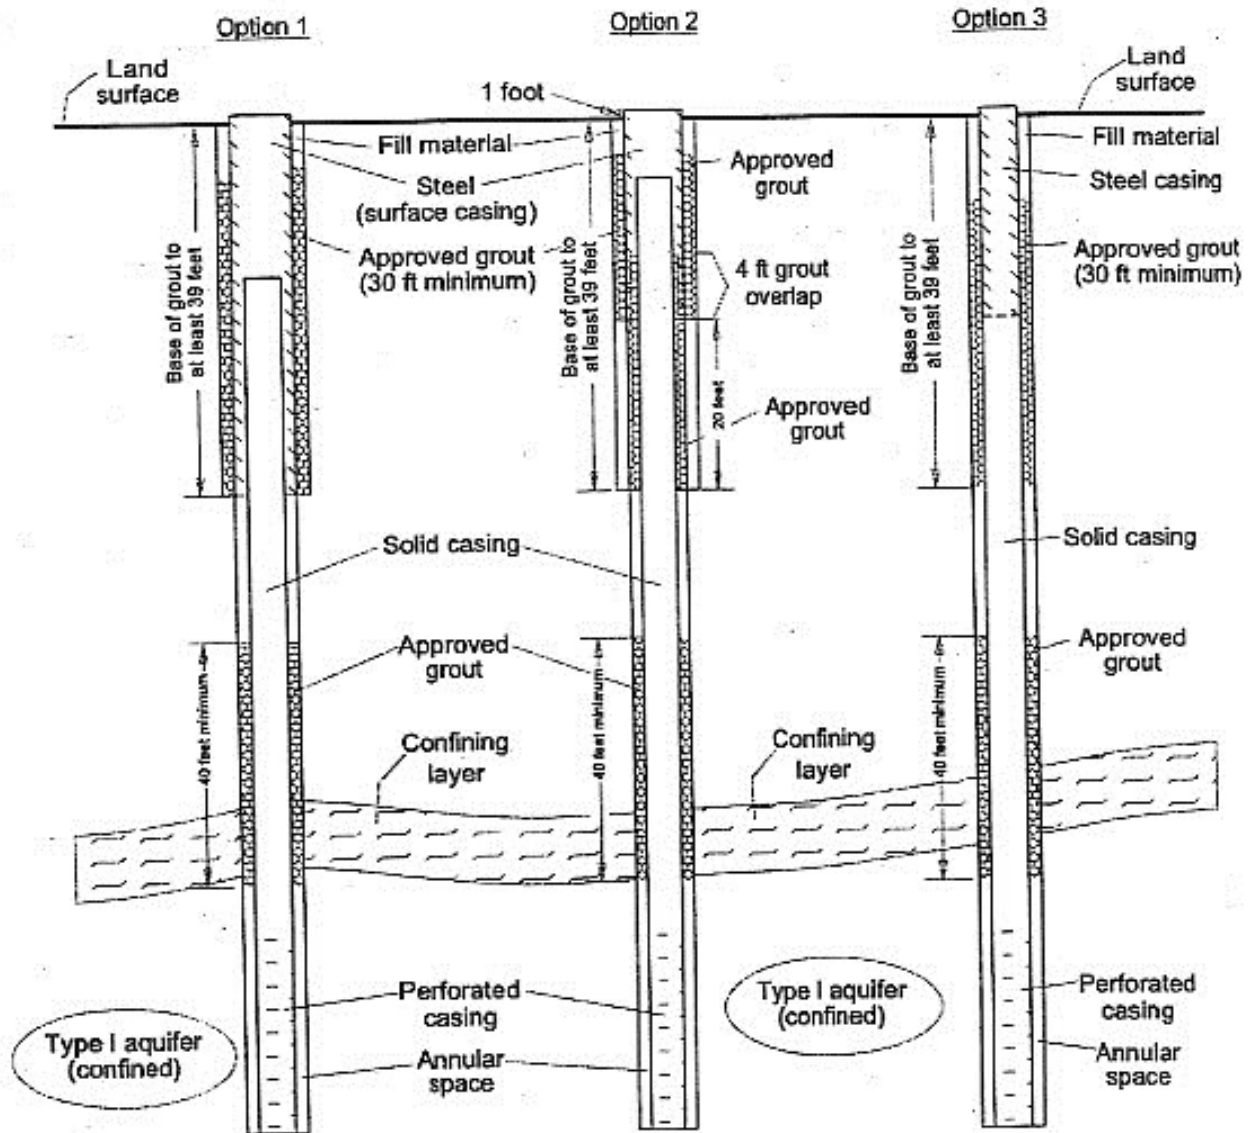 Option 1
Option 2
Option 3
Land
surface
1 foot
Land
surface
Fill material
Steel
(surface casing)
Approved grout
(30 ft minimum)
Base of grout to
at least 39 feet
Base of grout to
at least 39 feet
Approved
grout
4 ft grout
overlap
20 feet
Approved
grout
Base of grout to
at least 39 feet
Fill material
Steel casing
Approved grout
(30 ft minimum)
Solid casing
Solid casing
Approved
grout
Approved
grout
40 feet minimum
40 feet minimum
40 feet minimum
Confining
layer
Confining
layer
Type I aquifer
(confined)
Perforated
casing
Annular
space
Type I aquifer
(confined)
Perforated
casing
Annular
space